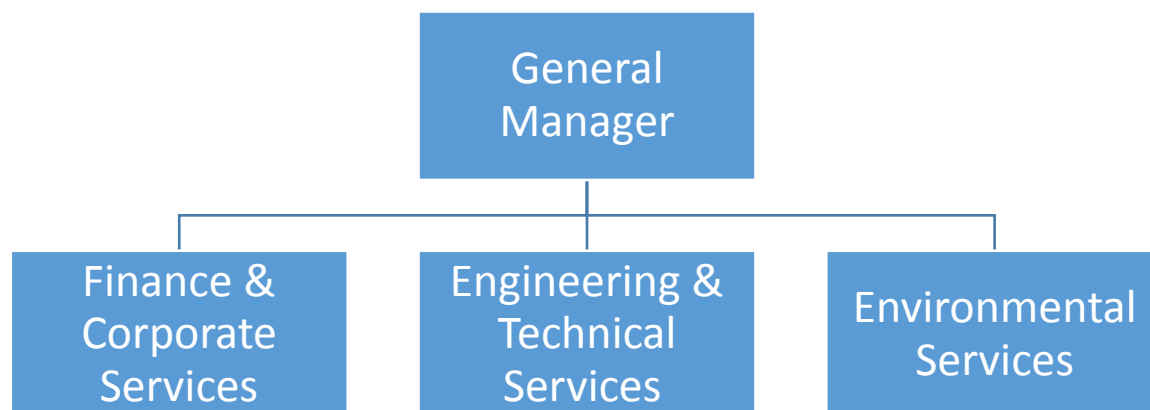 General
Manager
Finance &
Corporate
Services
Engineering &
Technical
Services
Environmental
Services